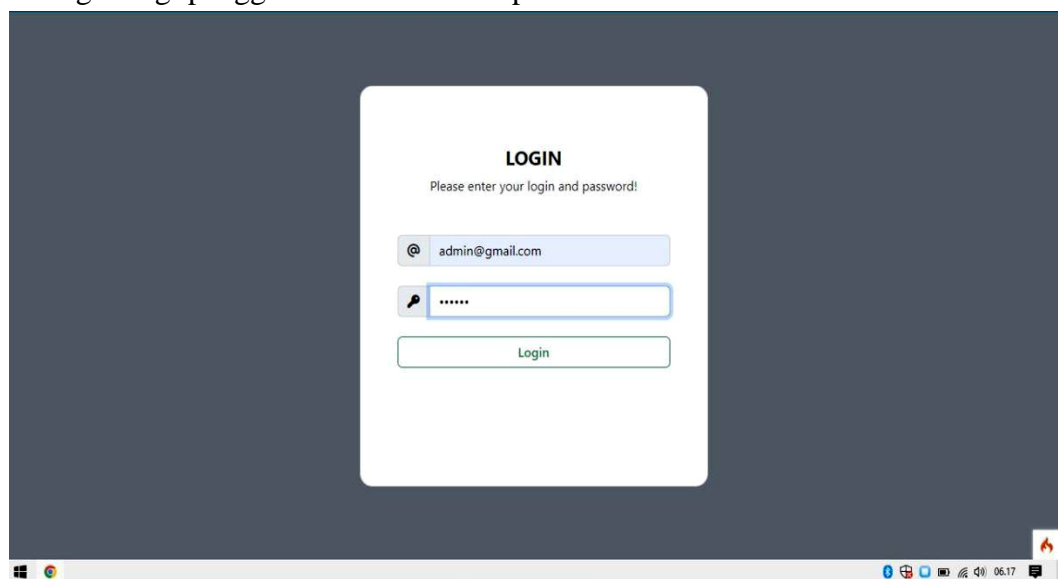 LOGIN
Please enter your login and password!
@ admin@gmail.com
••••••
Login
06.17